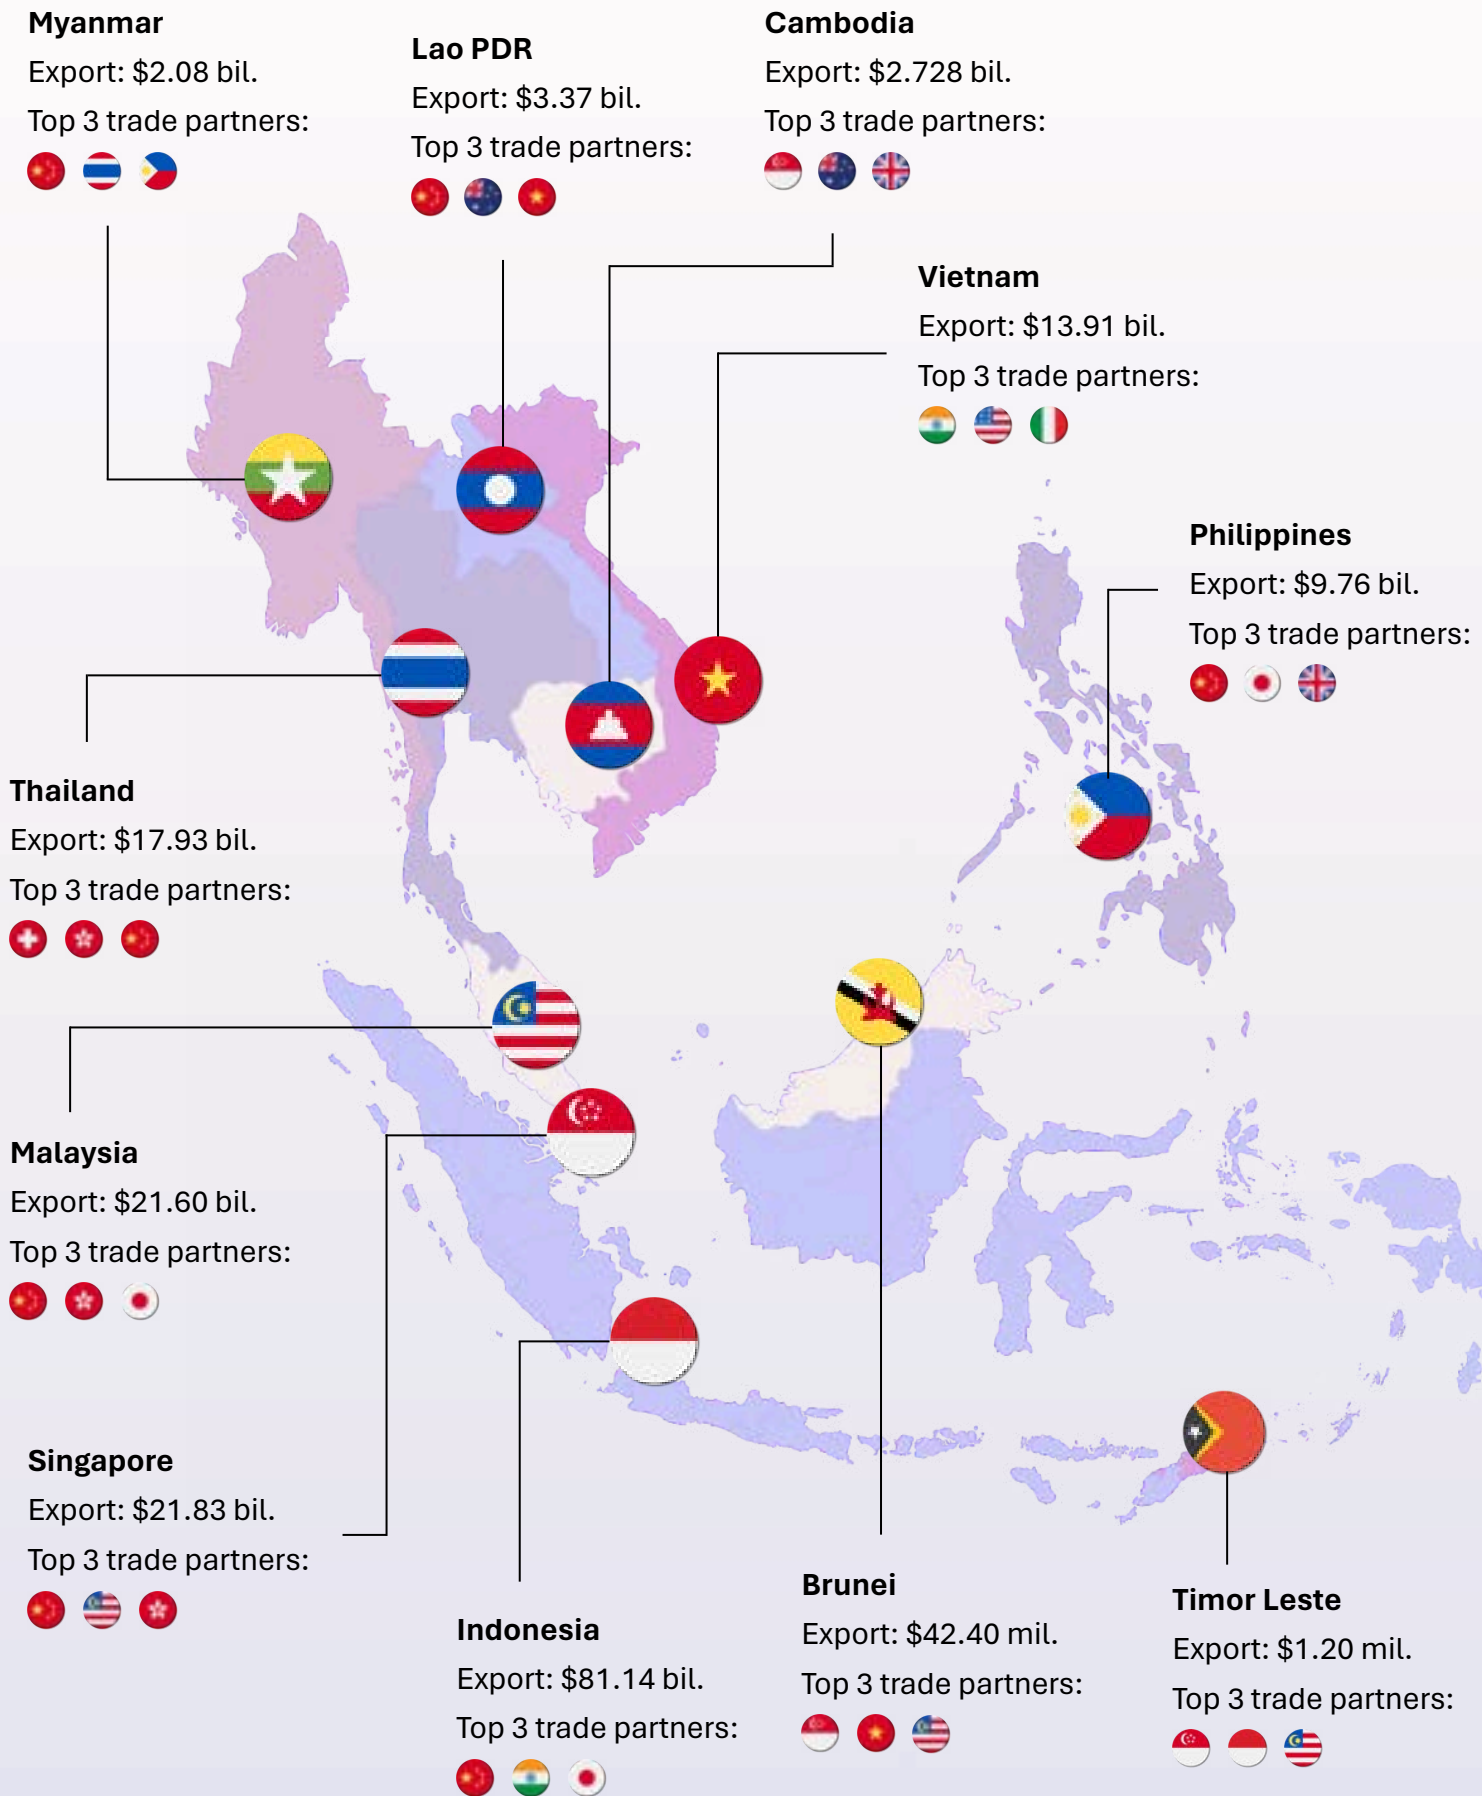 Myanmar
Export: $2.08 bil.
Top 3 trade partners:
Lao PDR
Export: $3.37 bil.
Top 3 trade partners:
Cambodia
Export: $2.728 bil.
Top 3 trade partners:
Vietnam
Export: $13.91 bil.
Top 3 trade partners:
Philippines
Export: $9.76 bil.
Top 3 trade partners:
Thailand
Export: $17.93 bil.
Top 3 trade partners:
Malaysia
Export: $21.60 bil.
Top 3 trade partners:
Singapore
Export: $21.83 bil.
Top 3 trade partners:
Indonesia
Export: $81.14 bil.
Top 3 trade partners:
Brunei
Export: $42.40 mil.
Top 3 trade partners:
Timor Leste
Export: $1.20 mil.
Top 3 trade partners: